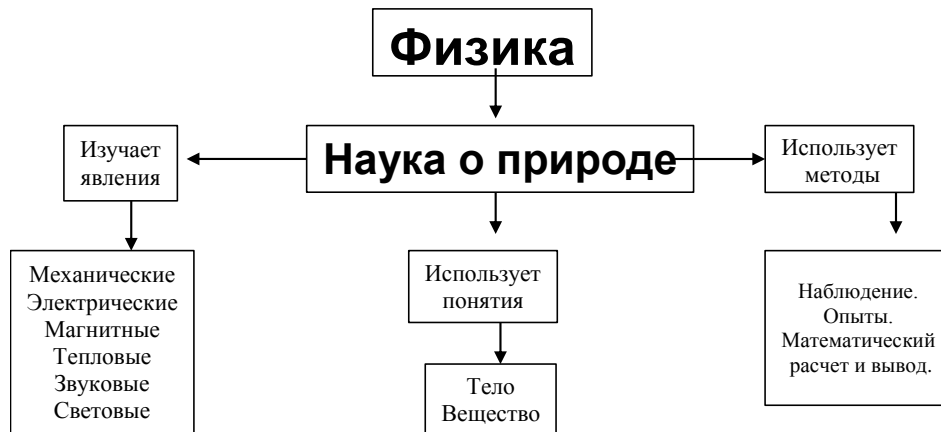 Физика
Наука о природе
Изучает
явления
Механические
Электрические
Магнитные
Тепловые
Звуковые
Световые
Использует
понятия
Тело
Вещество
Использует
методы
Наблюдение.
Опыты.
Математический
расчет и вывод.